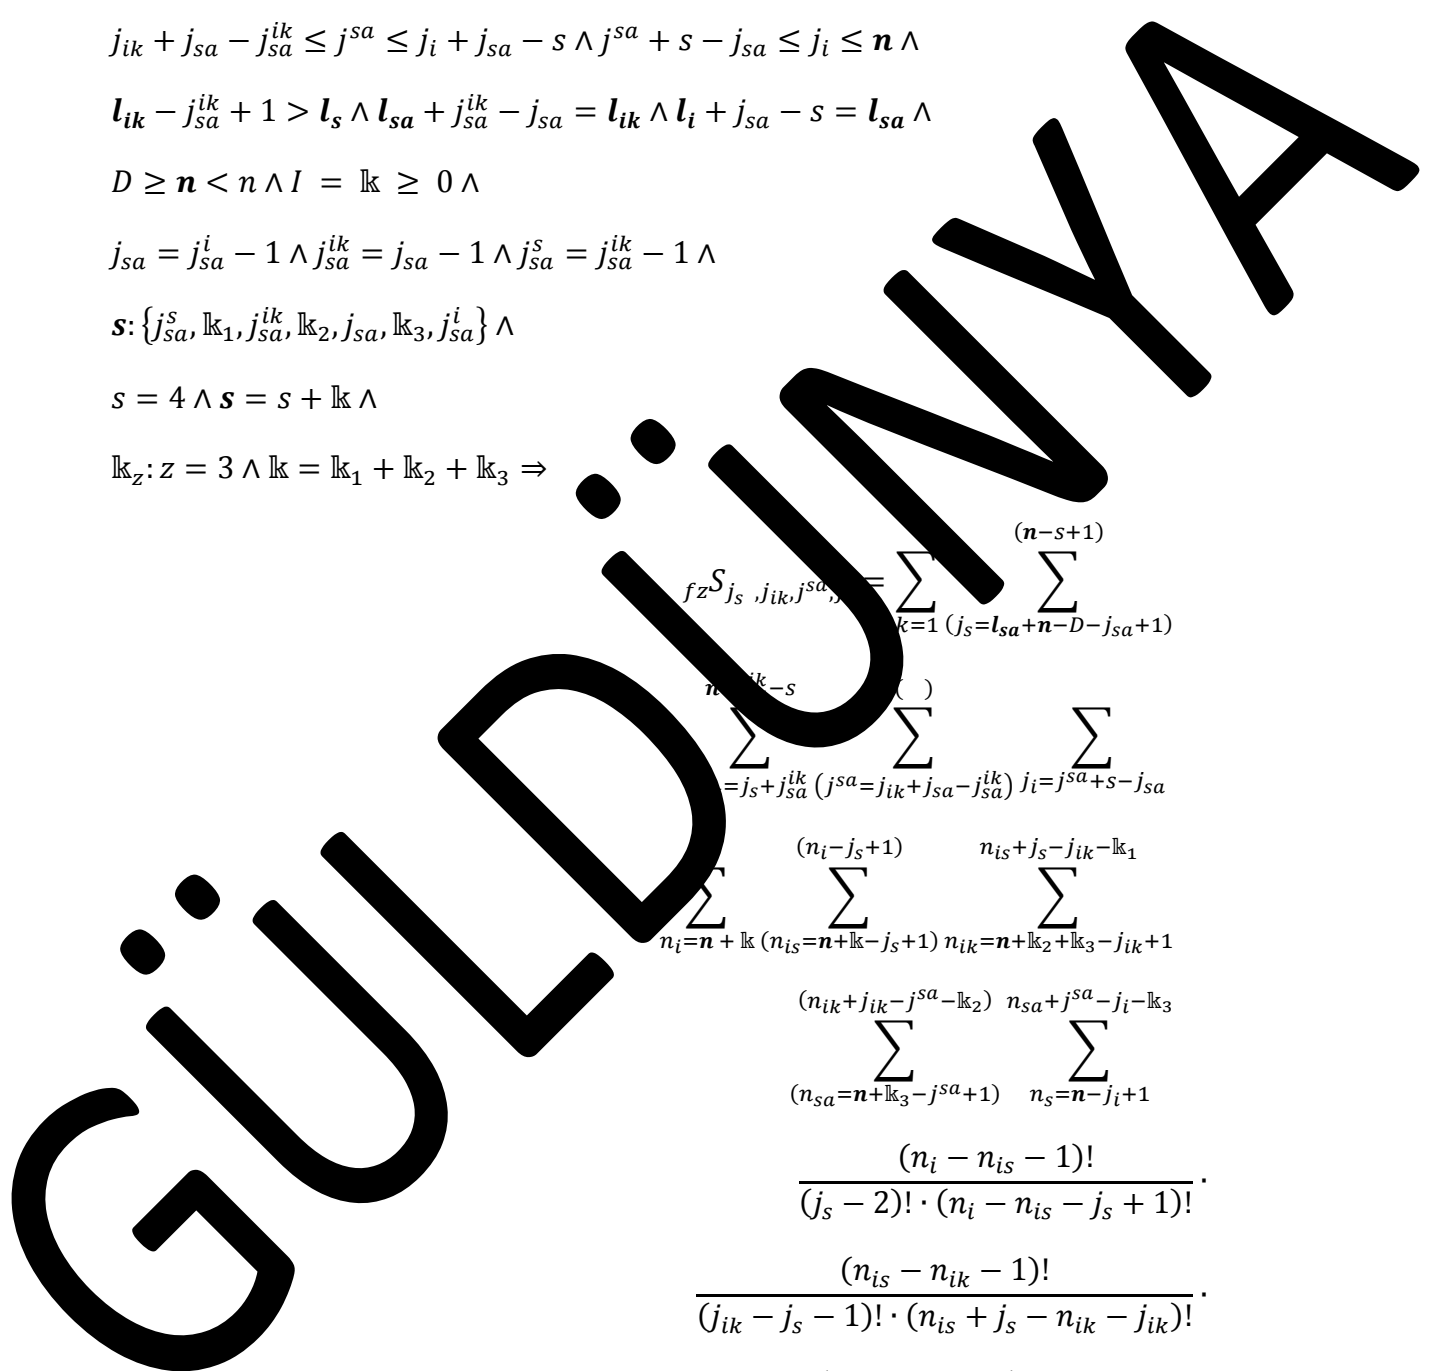 j_{ik} + j_{sa} − j_{sa}^{ik} ≤ j^{sa} ≤ j_i + j_{sa} − s ∧ j^{sa} + s − j_{sa} ≤ j_i ≤ n ∧
l_{ik} − j_{sa}^{ik} + 1 > l_s ∧ l_{sa} + j_{sa}^{ik} − j_{sa} = l_{ik} ∧ l_i + j_{sa} − s = l_{sa} ∧
D ≥ n < n ∧ I = 𝕜 ≥ 0 ∧
j_{sa} = j_{sa}^i − 1 ∧ j_{sa}^{ik} = j_{sa} − 1 ∧ j_{sa}^s = j_{sa}^{ik} − 1 ∧
s: {j_{sa}^s, 𝕜_1, j_{sa}^{ik}, 𝕜_2, j_{sa}, 𝕜_3, j_{sa}^i} ∧
s = 4 ∧ s = s + 𝕜 ∧
𝕜_z: z = 3 ∧ 𝕜 = 𝕜_1 + 𝕜_2 + 𝕜_3 ⇒
(n−s+1)
_{fz}S_{j_s ,j_{ik},j^{sa},} = ∑ ∑
k=1 (j_s=l_{sa}+n−D−j_{sa}+1)
n −s ( )
∑ ∑ ∑
=j_s+j_{sa}^{ik} (j^{sa}=j_{ik}+j_{sa}−j_{sa}^{ik}) j_i=j^{sa}+s−j_{sa}
(n_i−j_s+1) n_{is}+j_s−j_{ik}−𝕜_1
∑ ∑ ∑
n_i=n+𝕜 (n_{is}=n+𝕜−j_s+1) n_{ik}=n+𝕜_2+𝕜_3−j_{ik}+1
(n_{ik}+j_{ik}−j^{sa}−𝕜_2) n_{sa}+j^{sa}−j_i−𝕜_3
∑ ∑
(n_{sa}=n+𝕜_3−j^{sa}+1) n_s=n−j_i+1
(n_i − n_{is} − 1)!
(j_s − 2)! · (n_i − n_{is} − j_s + 1)! ·
(n_{is} − n_{ik} − 1)!
(j_{ik} − j_s − 1)! · (n_{is} + j_s − n_{ik} − j_{ik})! ·
GÜLDÜNYA